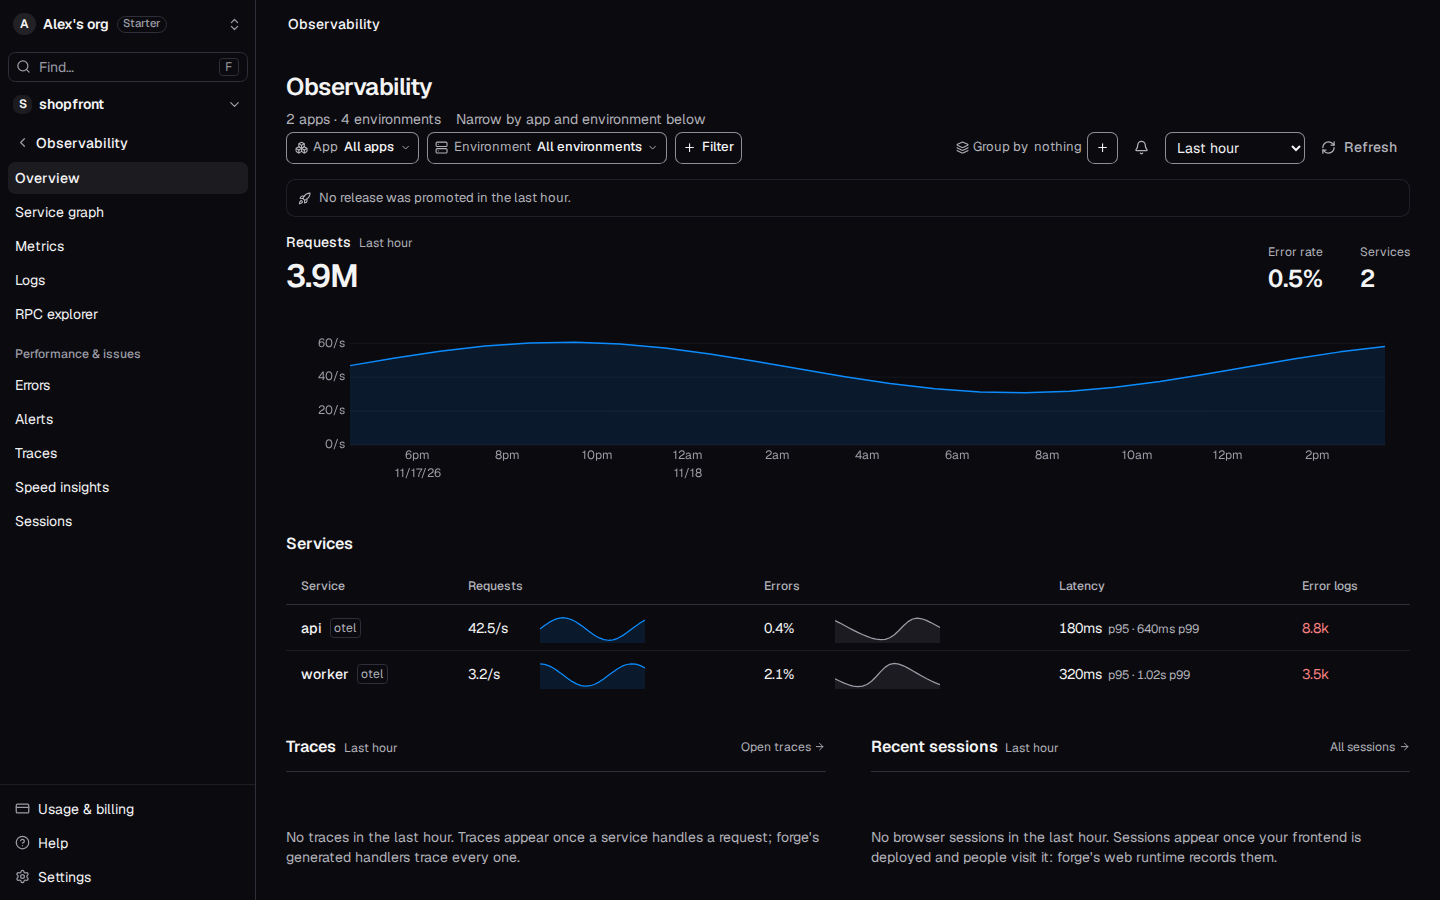 A Alex's org Starter
Find... F
S shopfront
Observability
Overview
Service graph
Metrics
Logs
RPC explorer
Performance & issues
Errors
Alerts
Traces
Speed insights
Sessions
Usage & billing
Help
Settings
Observability
Observability
2 apps · 4 environments Narrow by app and environment below
App All apps Environment All environments + Filter Group by nothing + Last hour Refresh
No release was promoted in the last hour.
Requests Last hour
3.9M
Error rate Services
0.5% 2
60/s
40/s
20/s
0/s
6pm 8pm 10pm 12am 2am 4am 6am 8am 10am 12pm 2pm
11/17/26 11/18
Services
Service Requests Errors Latency Error logs
api otel 42.5/s 0.4% 180ms p95 · 640ms p99 8.8k
worker otel 3.2/s 2.1% 320ms p95 · 1.02s p99 3.5k
Traces Last hour Open traces →
No traces in the last hour. Traces appear once a service handles a request; forge's
generated handlers trace every one.
Recent sessions Last hour All sessions →
No browser sessions in the last hour. Sessions appear once your frontend is
deployed and people visit it: forge's web runtime records them.